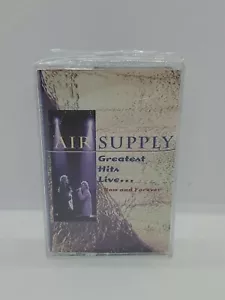 AIR SUPPLY
Greatest
Hits
Live...
Now and Forever